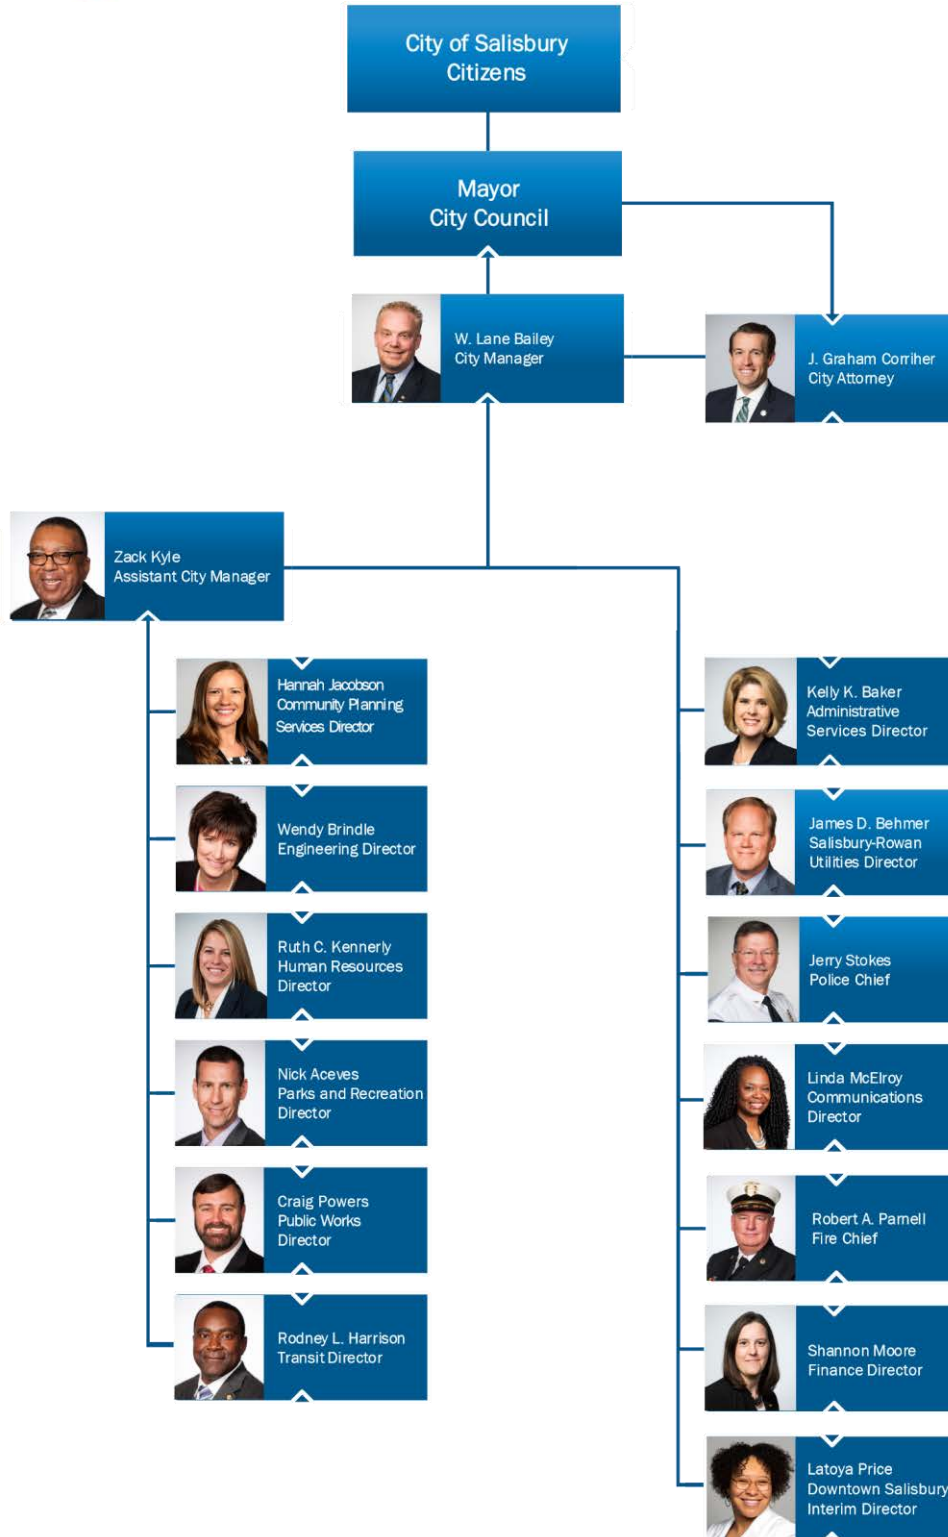 City of Salisbury
Citizens
Mayor
City Council
W. Lane Bailey
City Manager
J. Graham Corriher
City Attorney
Zack Kyle
Assistant City Manager
Hannah Jacobson
Community Planning
Services Director
Wendy Brindle
Engineering Director
Ruth C. Kennerly
Human Resources
Director
Nick Aceves
Parks and Recreation
Director
Craig Powers
Public Works
Director
Rodney L. Harrison
Transit Director
Kelly K. Baker
Administrative
Services Director
James D. Behmer
Salisbury-Rowan
Utilities Director
Jerry Stokes
Police Chief
Linda McElroy
Communications
Director
Robert A. Parnell
Fire Chief
Shannon Moore
Finance Director
Latoya Price
Downtown Salisbury
Interim Director